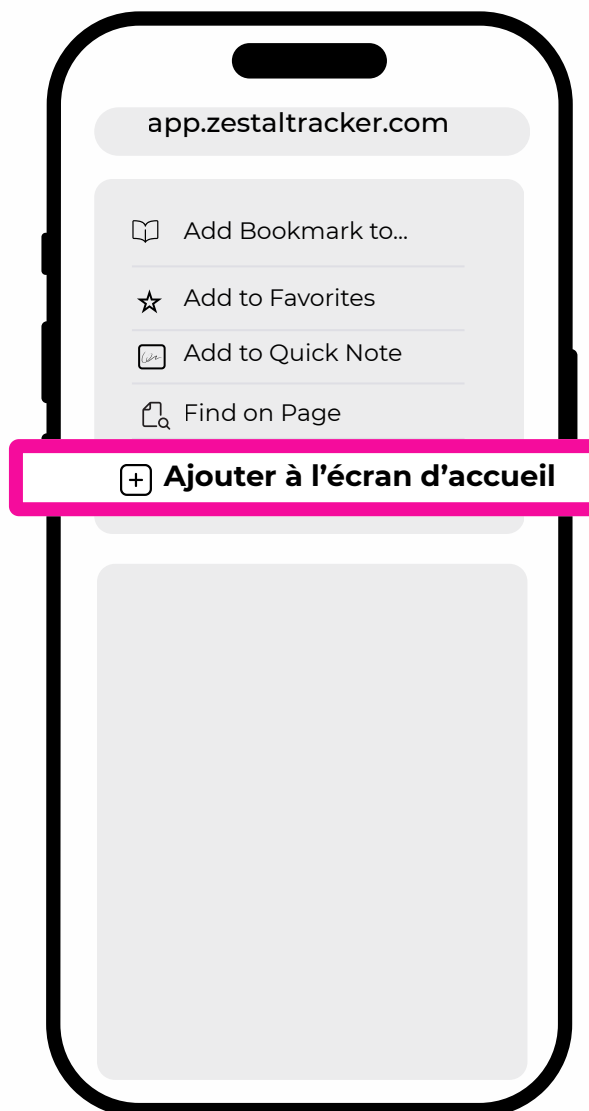 app.zestaltracker.com
Add Bookmark to...
Add to Favorites
Add to Quick Note
Find on Page
Ajouter à l’écran d’accueil